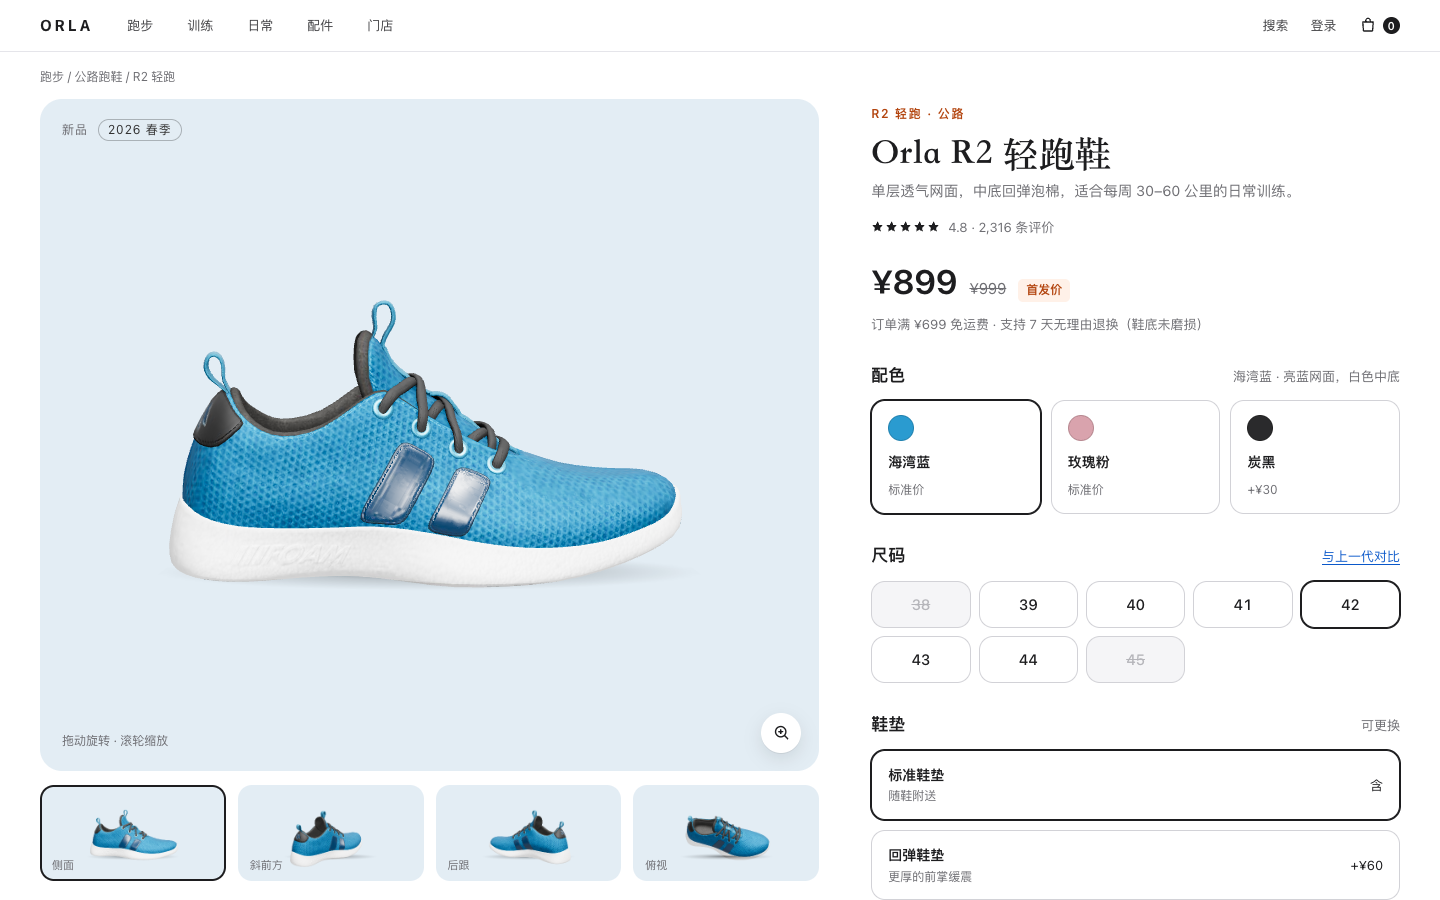 ORLA 跑步 训练 日常 配件 门店 搜索 登录 0
跑步 / 公路跑鞋 / R2 轻跑
新品 2026 春季
拖动旋转 · 滚轮缩放
侧面 斜前方 后跟 俯视
R2 轻跑 · 公路
Orla R2 轻跑鞋
单层透气网面，中底回弹泡棉，适合每周 30–60 公里的日常训练。
4.8 · 2,316 条评价
¥899 ¥999 首发价
订单满 ¥699 免运费 · 支持 7 天无理由退换（鞋底未磨损）
配色 海湾蓝 · 亮蓝网面，白色中底
海湾蓝 玫瑰粉 炭黑
标准价 标准价 +¥30
尺码 与上一代对比
38 39 40 41 42
43 44 45
鞋垫 可更换
标准鞋垫 含
随鞋附送
回弹鞋垫 +¥60
更厚的前掌缓震